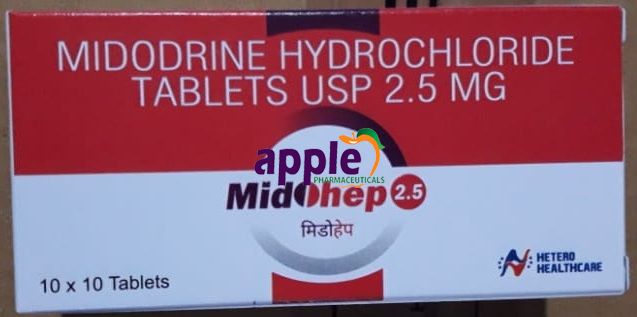 MIDODRINE HYDROCHLORIDE
TABLETS USP 2.5 MG
apple
PHARMACEUTICALS
MidOhep 2.5
मिडोहेप
10 x 10 Tablets
HETERO
HEALTHCARE